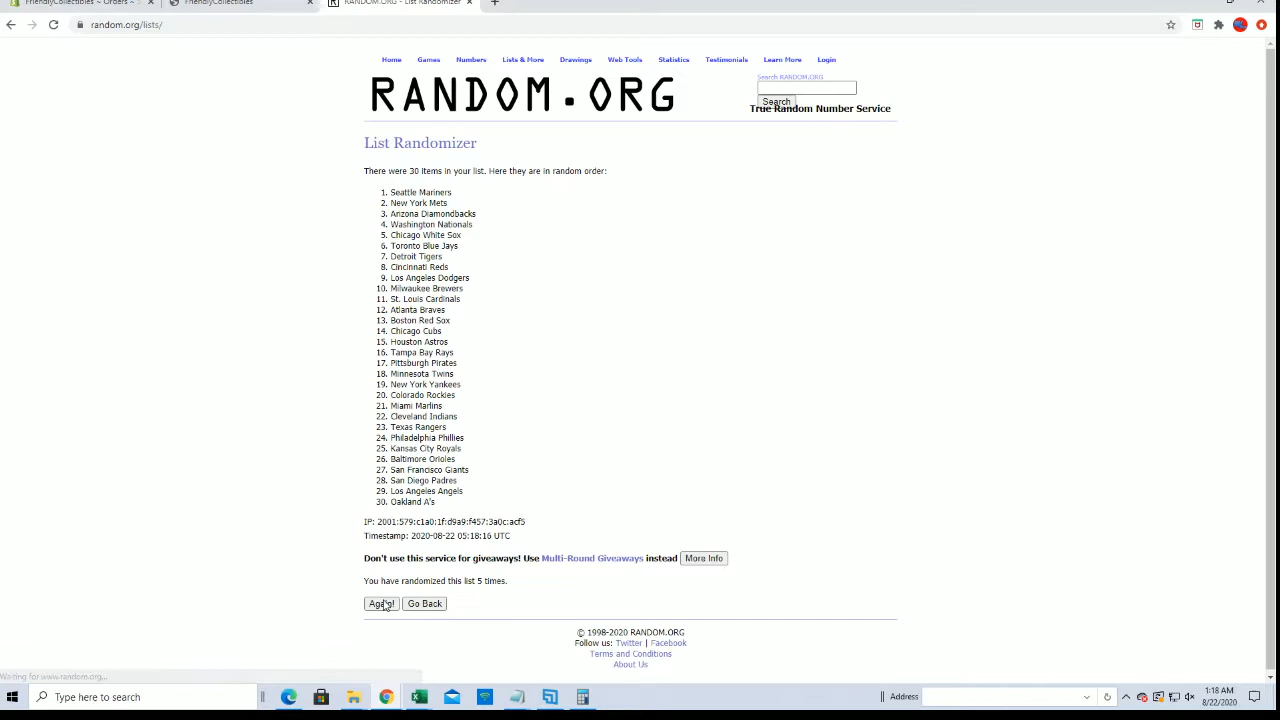 FriendlyCollectibles ~ Orders ~
FriendlyCollectibles
RANDOM.ORG - List Randomizer
random.org/lists/
Home Games Numbers Lists & More Drawings Web Tools Statistics Testimonials Learn More Login
RANDOM.ORG
Search RANDOM.ORG
Search
True Random Number Service
List Randomizer
There were 30 items in your list. Here they are in random order:
1. Seattle Mariners
2. New York Mets
3. Arizona Diamondbacks
4. Washington Nationals
5. Chicago White Sox
6. Toronto Blue Jays
7. Detroit Tigers
8. Cincinnati Reds
9. Los Angeles Dodgers
10. Milwaukee Brewers
11. St. Louis Cardinals
12. Atlanta Braves
13. Boston Red Sox
14. Chicago Cubs
15. Houston Astros
16. Tampa Bay Rays
17. Pittsburgh Pirates
18. Minnesota Twins
19. New York Yankees
20. Colorado Rockies
21. Miami Marlins
22. Cleveland Indians
23. Texas Rangers
24. Philadelphia Phillies
25. Kansas City Royals
26. Baltimore Orioles
27. San Francisco Giants
28. San Diego Padres
29. Los Angeles Angels
30. Oakland A's
IP: 2001:579:c1a0:1f:d9a9:f457:3a0c:acf5
Timestamp: 2020-08-22 05:18:16 UTC
Don't use this service for giveaways! Use Multi-Round Giveaways instead More Info
You have randomized this list 5 times.
Again! Go Back
© 1998-2020 RANDOM.ORG
Follow us: Twitter | Facebook
Terms and Conditions
About Us
Waiting for www.random.org...
Type here to search
Address
1:18 AM
8/22/2020